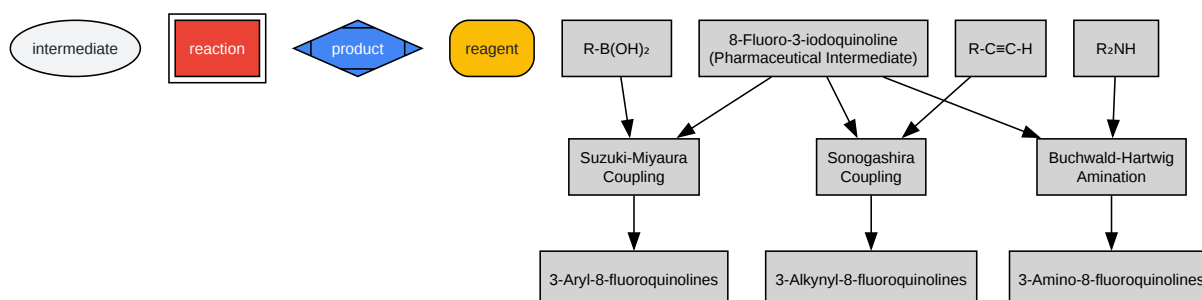 intermediate
reaction
product
reagent
R-B(OH)₂
8-Fluoro-3-iodoquinoline
(Pharmaceutical Intermediate)
R-C≡C-H
R₂NH
Suzuki-Miyaura
Coupling
Sonogashira
Coupling
Buchwald-Hartwig
Amination
3-Aryl-8-fluoroquinolines
3-Alkynyl-8-fluoroquinolines
3-Amino-8-fluoroquinolines